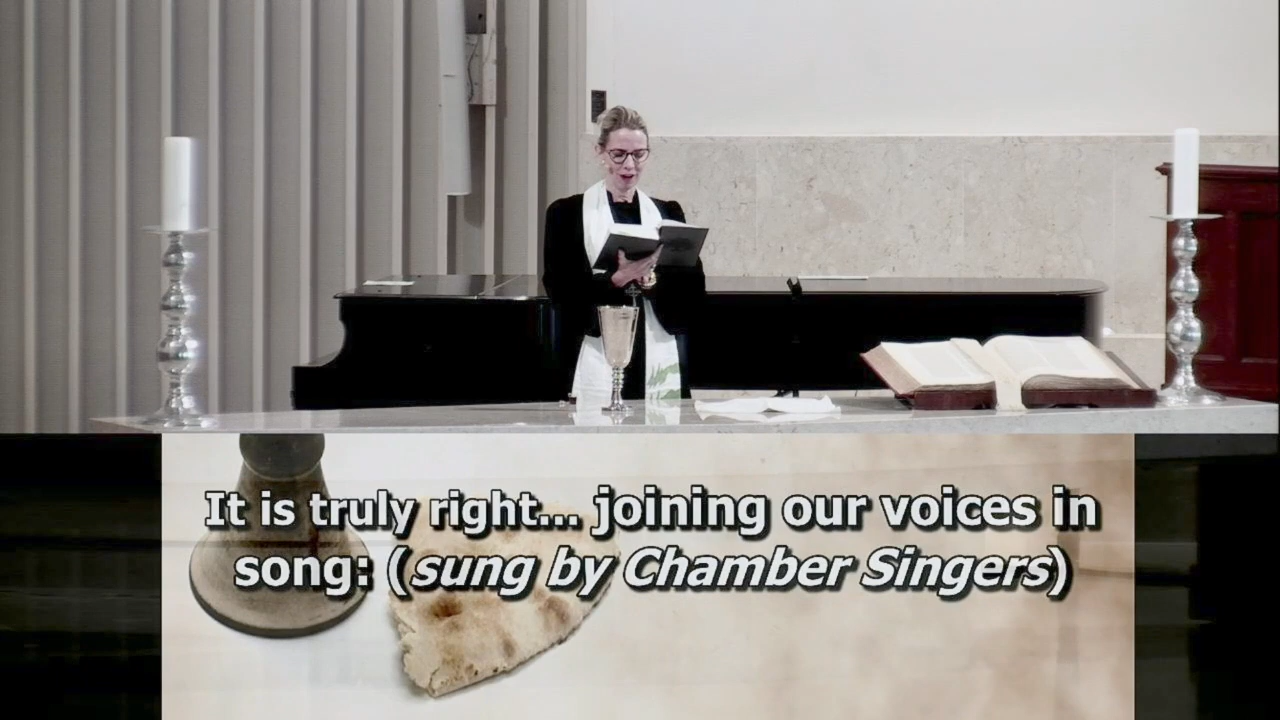 It is truly right... joining our voices in
song: (sung by Chamber Singers)